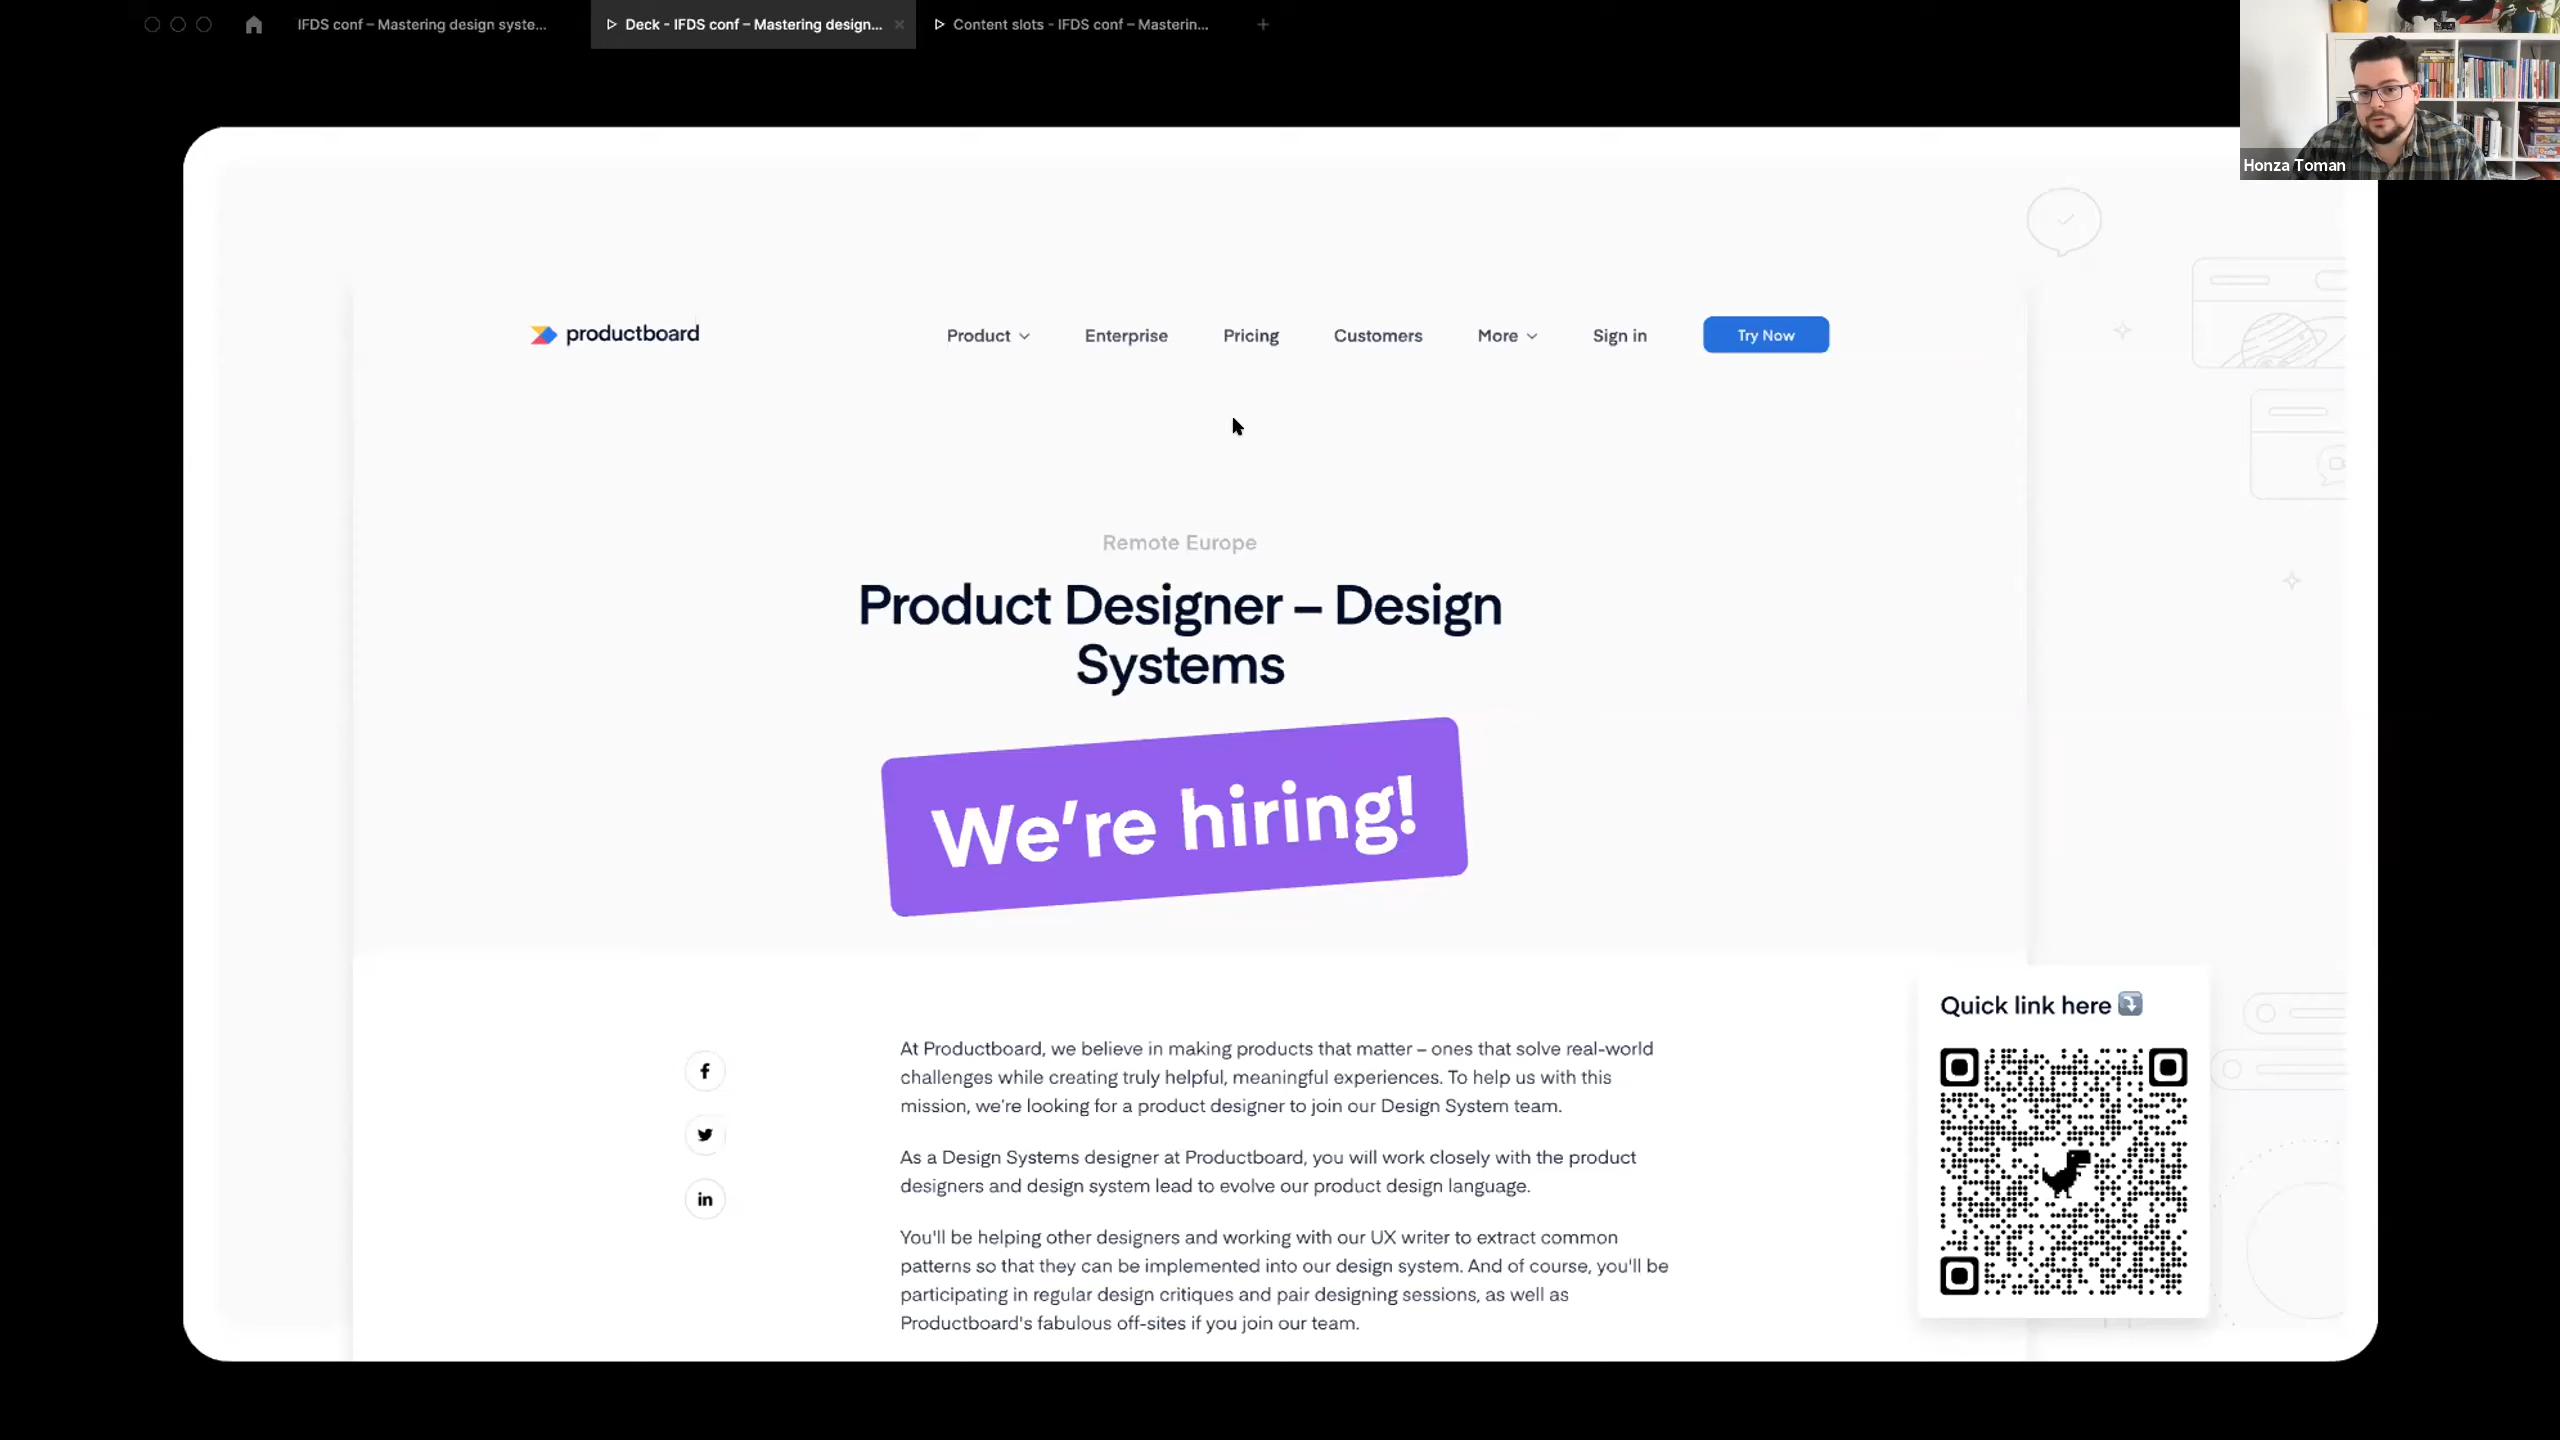 IFDS conf – Mastering design syste...
Deck - IFDS conf – Mastering design...
Content slots - IFDS conf – Masterin...
Honza Toman
productboard
Product
Enterprise
Pricing
Customers
More
Sign in
Try Now
Remote Europe
Product Designer – Design
Systems
We're hiring!
Quick link here
At Productboard, we believe in making products that matter – ones that solve real-world
challenges while creating truly helpful, meaningful experiences. To help us with this
mission, we're looking for a product designer to join our Design System team.
As a Design Systems designer at Productboard, you will work closely with the product
designers and design system lead to evolve our product design language.
You'll be helping other designers and working with our UX writer to extract common
patterns so that they can be implemented into our design system. And of course, you'll be
participating in regular design critiques and pair designing sessions, as well as
Productboard's fabulous off-sites if you join our team.